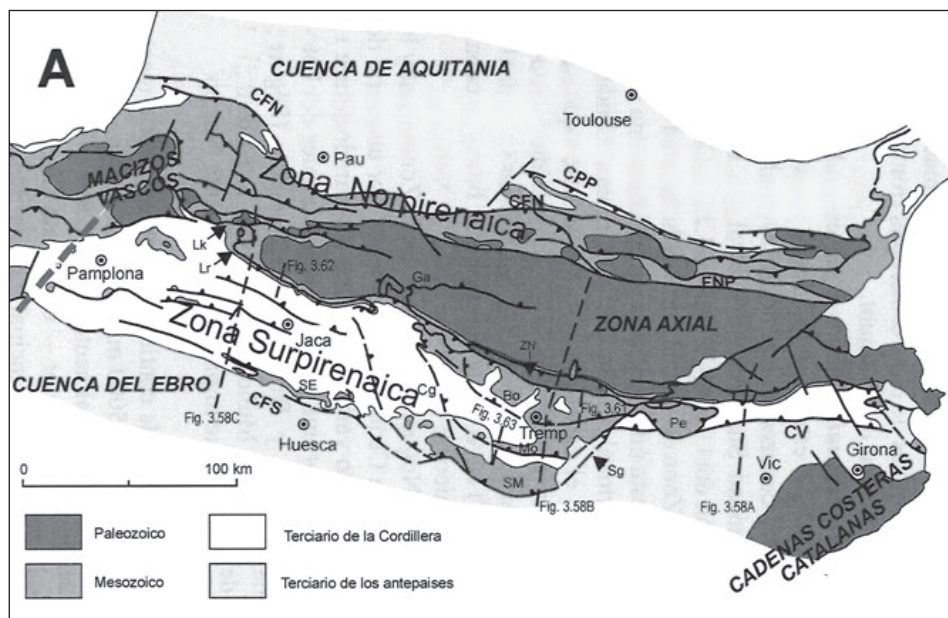 A
CUENCA DE AQUITANIA
CFN
Toulouse
Pau
CPP
MACIZOS
VASCOS
Zona Norpirenaica
CFN
Lk
Lr
Fig. 3.62
Ga
FNP
Pamplona
ZONA AXIAL
Jaca
ZN
Zona Surpirenaica
CUENCA DEL EBRO
SE
Cg
Bo
Fig. 3.61
Fig. 3.63
Tremp
Pe
CFS
Fig. 3.58C
Huesca
Mo
CV
Girona
Vic
Sg
SM
0
100 km
Fig. 3.58B
Fig. 3.58A
CADENAS COSTERAS
CATALANAS
Paleozoico
Terciario de la Cordillera
Mesozoico
Terciario de los antepaises